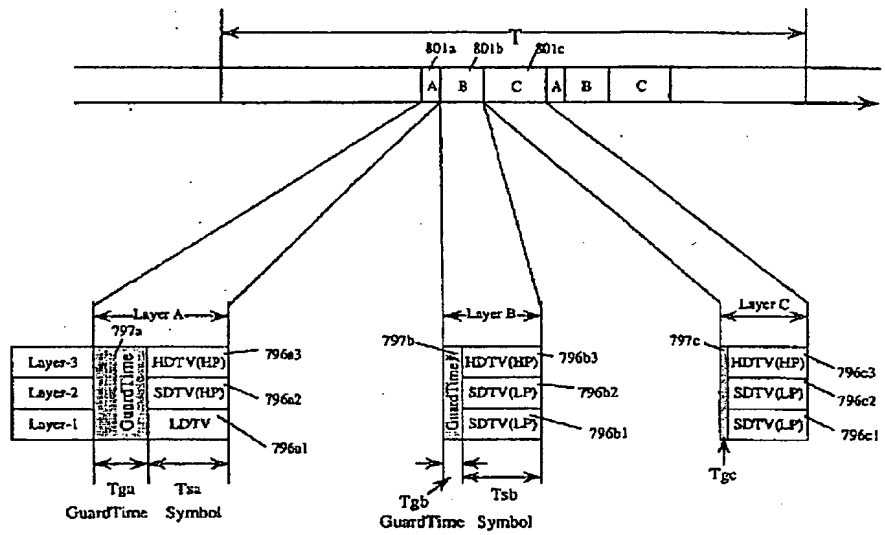 T
801a 801b 801c
A B C A B C
Layer A Layer B Layer C
797a 797b 797c
Layer-3 HDTV(HP) 796a3 HDTV(HP) 796b3 HDTV(HP) 796c3
Layer-2 GuardTime SDTV(HP) 796a2 GuardTime SDTV(LP) 796b2 SDTV(LP) 796c2
Layer-1 LDTV 796a1 SDTV(LP) 796b1 SDTV(LP) 796c1
Tga Tsa Tgb Tsb Tgc
GuardTime Symbol GuardTime Symbol